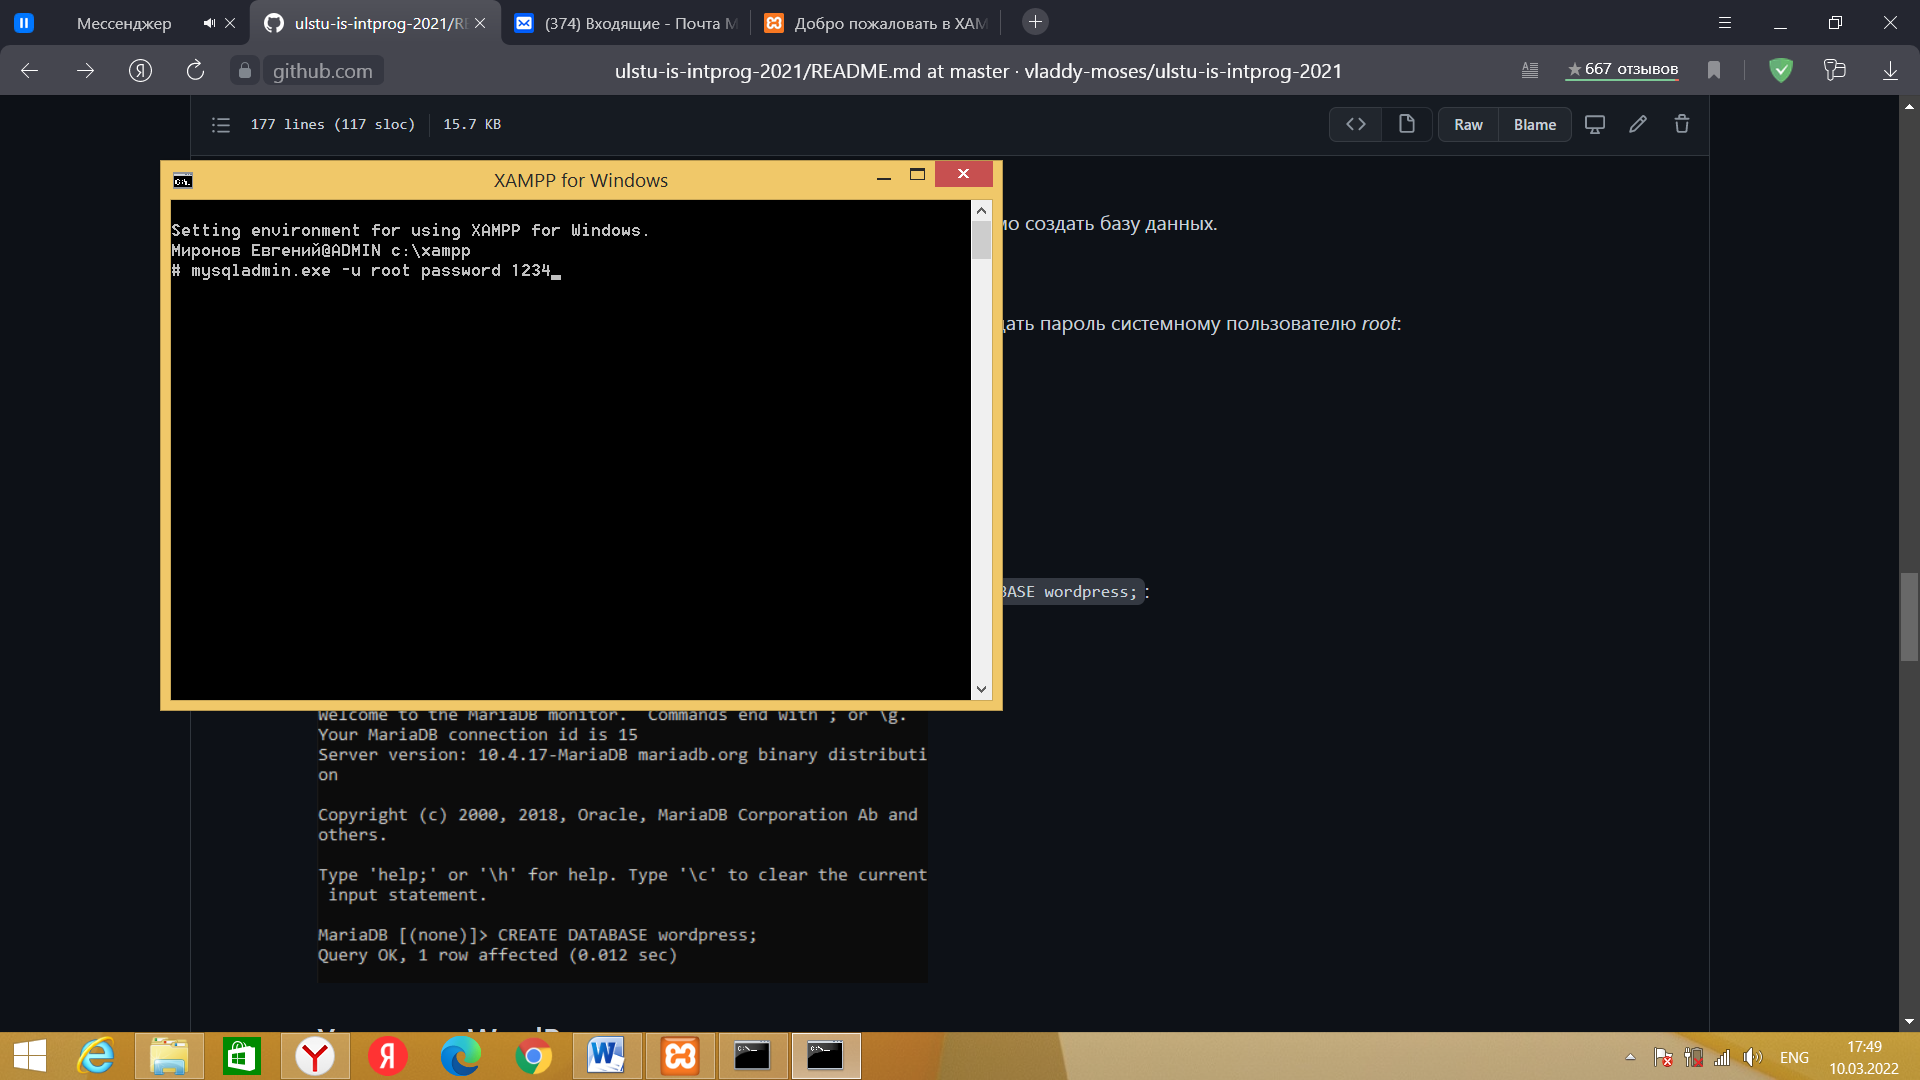 Мессенджер
ulstu-is-intprog-2021/RE
(374) Входящие - Почта M
Добро пожаловать в XAM
github.com
ulstu-is-intprog-2021/README.md at master · vladdy-moses/ulstu-is-intprog-2021
★ 667 отзывов
177 lines (117 sloc)
15.7 KB
Raw
Blame
XAMPP for Windows
Setting environment for using XAMPP for Windows.
Миронов Евгений@ADMIN c:\xampp
# mysqladmin.exe -u root password 1234_
создать базу данных.
пароль системному пользователю root:
wordpress; :
Welcome to the MariaDB monitor.  Commands end with ; or \g.
Your MariaDB connection id is 15
Server version: 10.4.17-MariaDB mariadb.org binary distributi
on
Copyright (c) 2000, 2018, Oracle, MariaDB Corporation Ab and
others.
Type 'help;' or '\h' for help. Type '\c' to clear the current
input statement.
MariaDB [(none)]> CREATE DATABASE wordpress;
Query OK, 1 row affected (0.012 sec)
ENG
17:49
10.03.2022